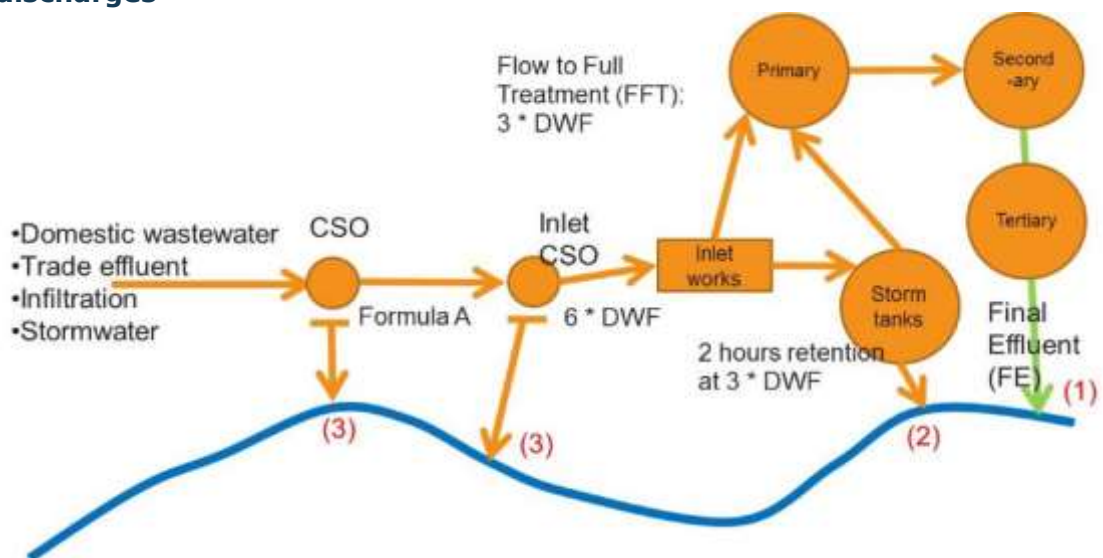 discharges
Flow to Full
Treatment (FFT):
3 * DWF
Primary
Second
-ary
Tertiary
•Domestic wastewater
•Trade effluent
•Infiltration
•Stormwater
CSO
Formula A
Inlet
CSO
6 * DWF
Inlet
works
Storm
tanks
2 hours retention
at 3 * DWF
Final
Effluent
(FE)
(1)
(2)
(3)
(3)